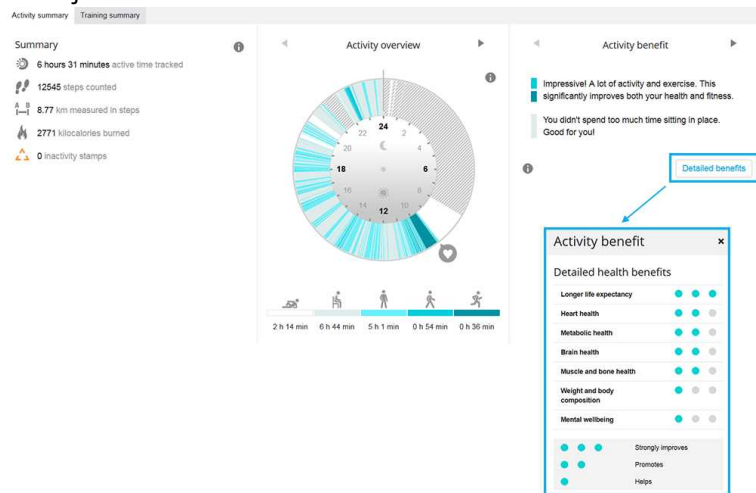 Activity summary
Training summary
Summary
6 hours 31 minutes active time tracked
12545 steps counted
A B
8.77 km measured in steps
2771 kilocalories burned
0 inactivity stamps
Activity overview
24
2
4
6
8
10
12
14
16
18
20
22
2 h 14 min
6 h 44 min
5 h 1 min
0 h 54 min
0 h 36 min
Activity benefit
Impressive! A lot of activity and exercise. This
significantly improves both your health and fitness.
You didn't spend too much time sitting in place.
Good for you!
Detailed benefits
Activity benefit
×
Detailed health benefits
Longer life expectancy
Heart health
Metabolic health
Brain health
Muscle and bone health
Weight and body
composition
Mental wellbeing
Strongly improves
Promotes
Helps